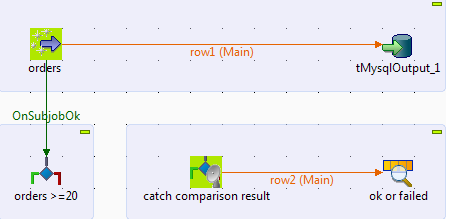 row1 (Main)
orders
tMysqlOutput_1
OnSubjobOk
row2 (Main)
orders >=20
catch comparison result
ok or failed